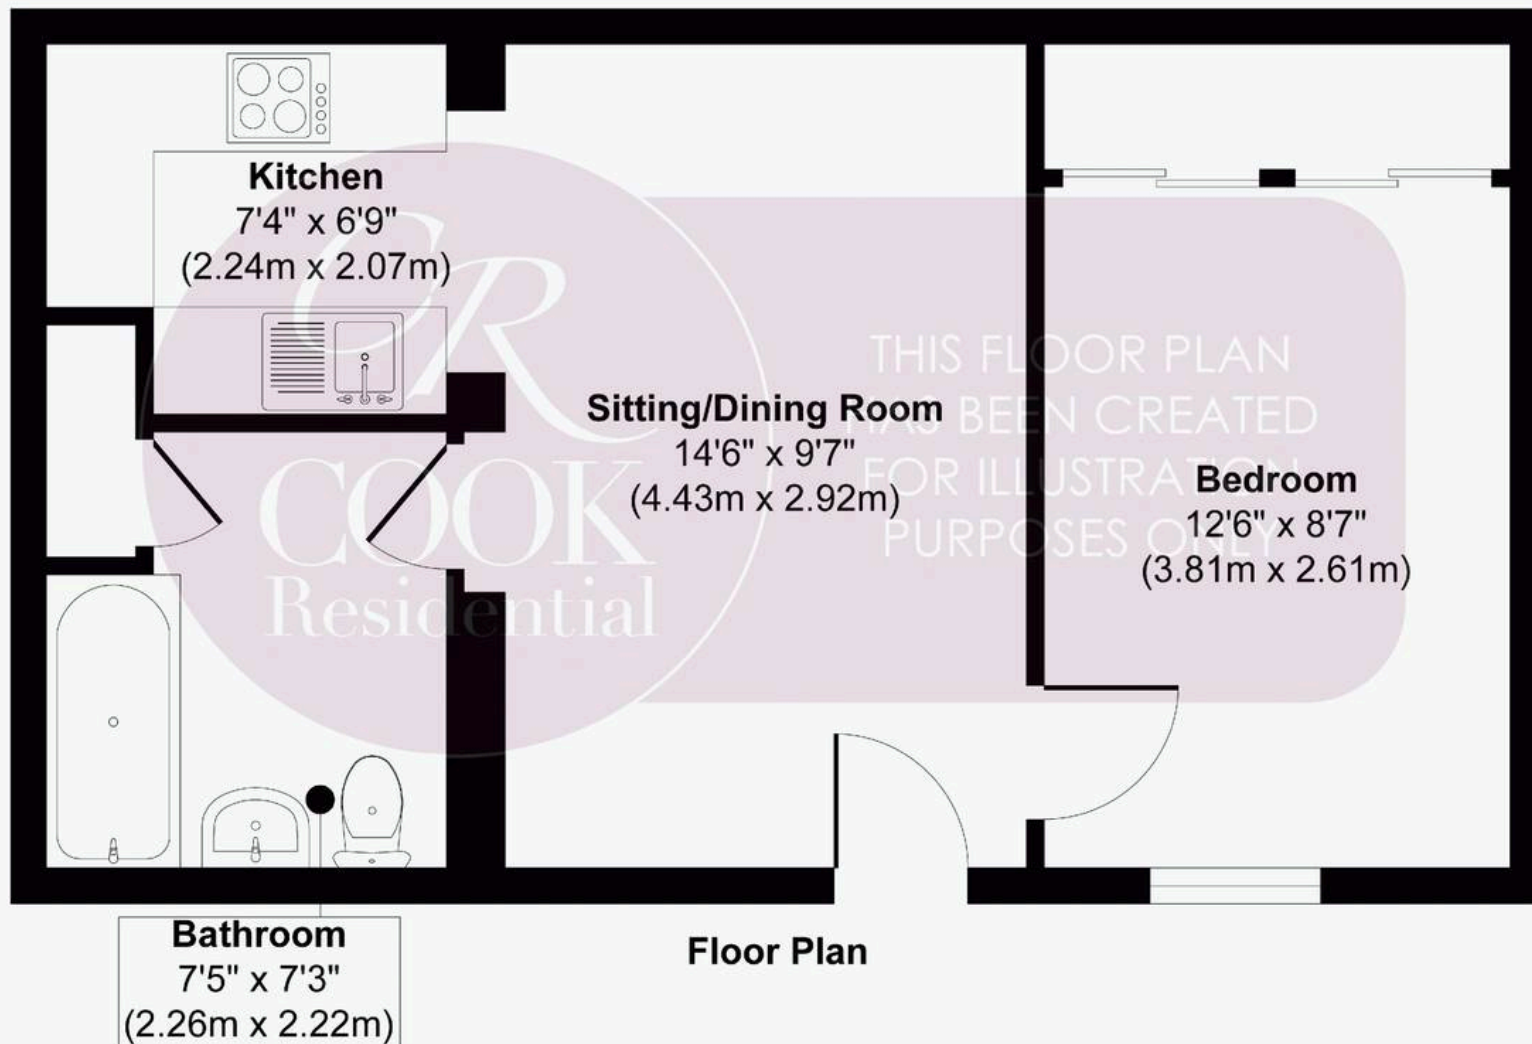 Kitchen
7'4" x 6'9"
(2.24m x 2.07m)
CR
COOK
Residential
THIS FLOOR PLAN
HAS BEEN CREATED
FOR ILLUSTRATION
PURPOSES ONLY
Sitting/Dining Room
14'6" x 9'7"
(4.43m x 2.92m)
Bedroom
12'6" x 8'7"
(3.81m x 2.61m)
Bathroom
7'5" x 7'3"
(2.26m x 2.22m)
Floor Plan